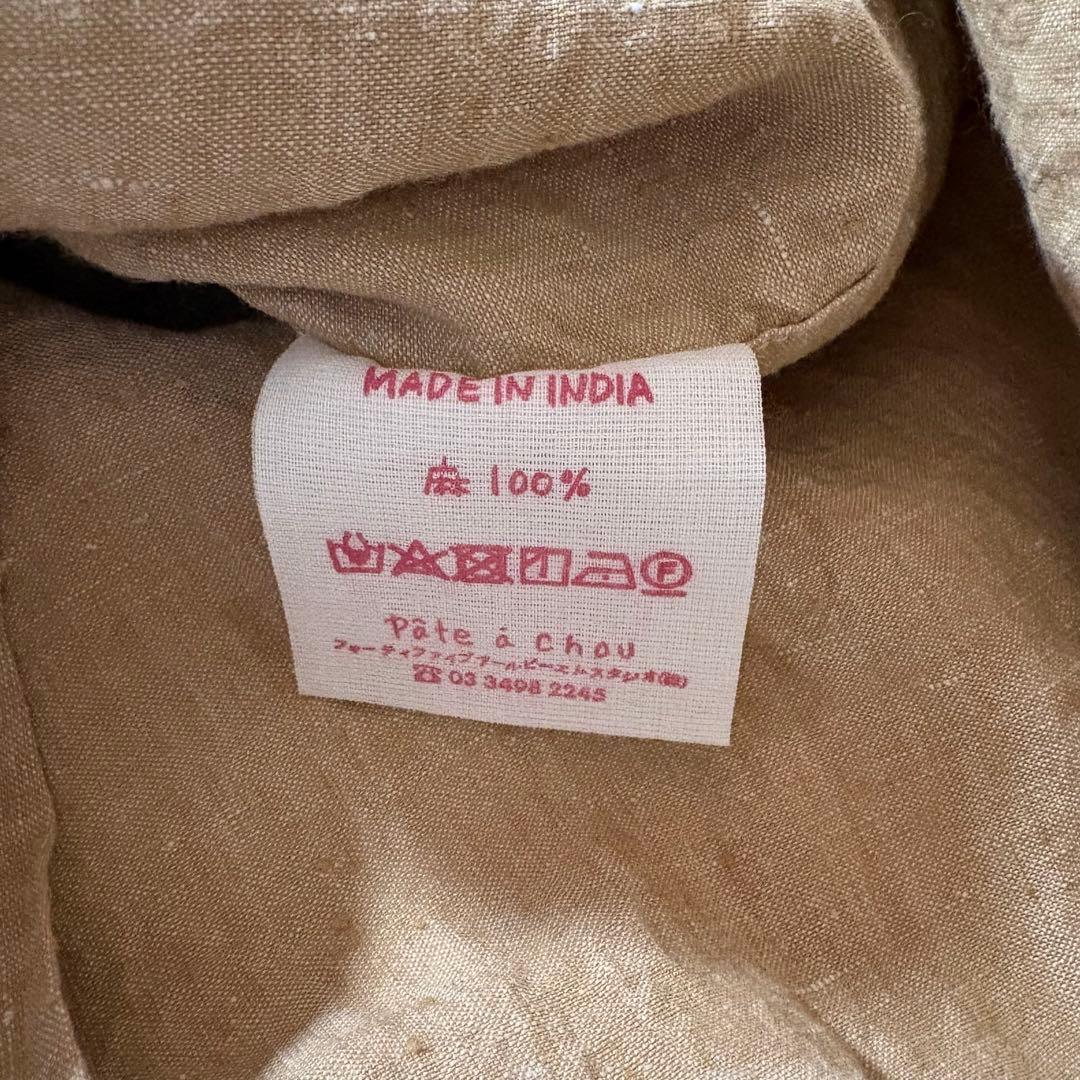 MADE IN INDIA
麻 100%
F
Pâte à Chou
フォーティファイブアールピーエムスタジオ(株)
☎ 03 3498 2245